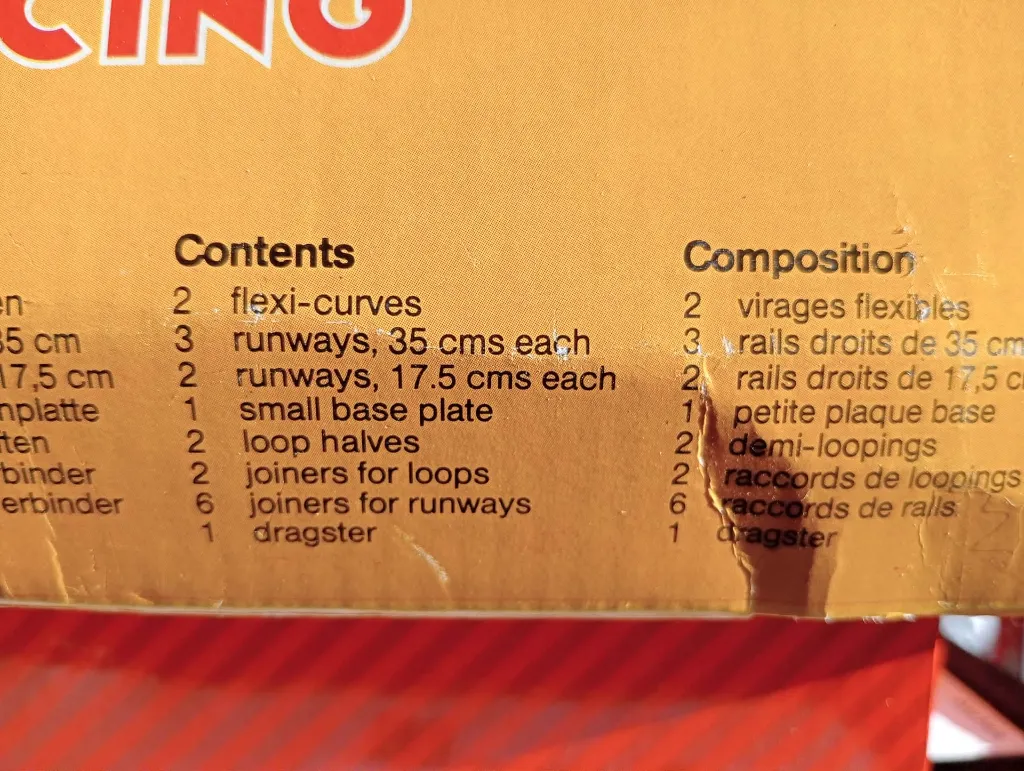 CING
Contents
2 flexi-curves
3 runways, 35 cms each
2 runways, 17.5 cms each
1 small base plate
2 loop halves
2 joiners for loops
6 joiners for runways
1 dragster
Composition
2 virages flexibles
3 rails droits de 35 cm
2 rails droits de 17,5 c
1 petite plaque base
2 demi-loopings
2 raccords de loopings
6 raccords de rails
1 dragster
en
35 cm
17,5 cm
nplatte
ten
binder
erbinder